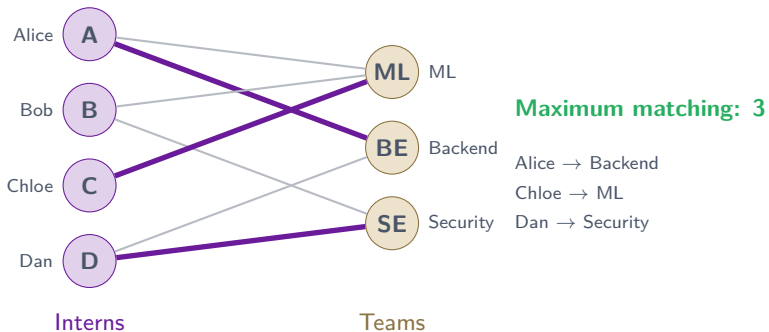 Alice A
Bob B
Chloe C
Dan D
Interns
ML ML
BE Backend
SE Security
Teams
Maximum matching: 3
Alice → Backend
Chloe → ML
Dan → Security